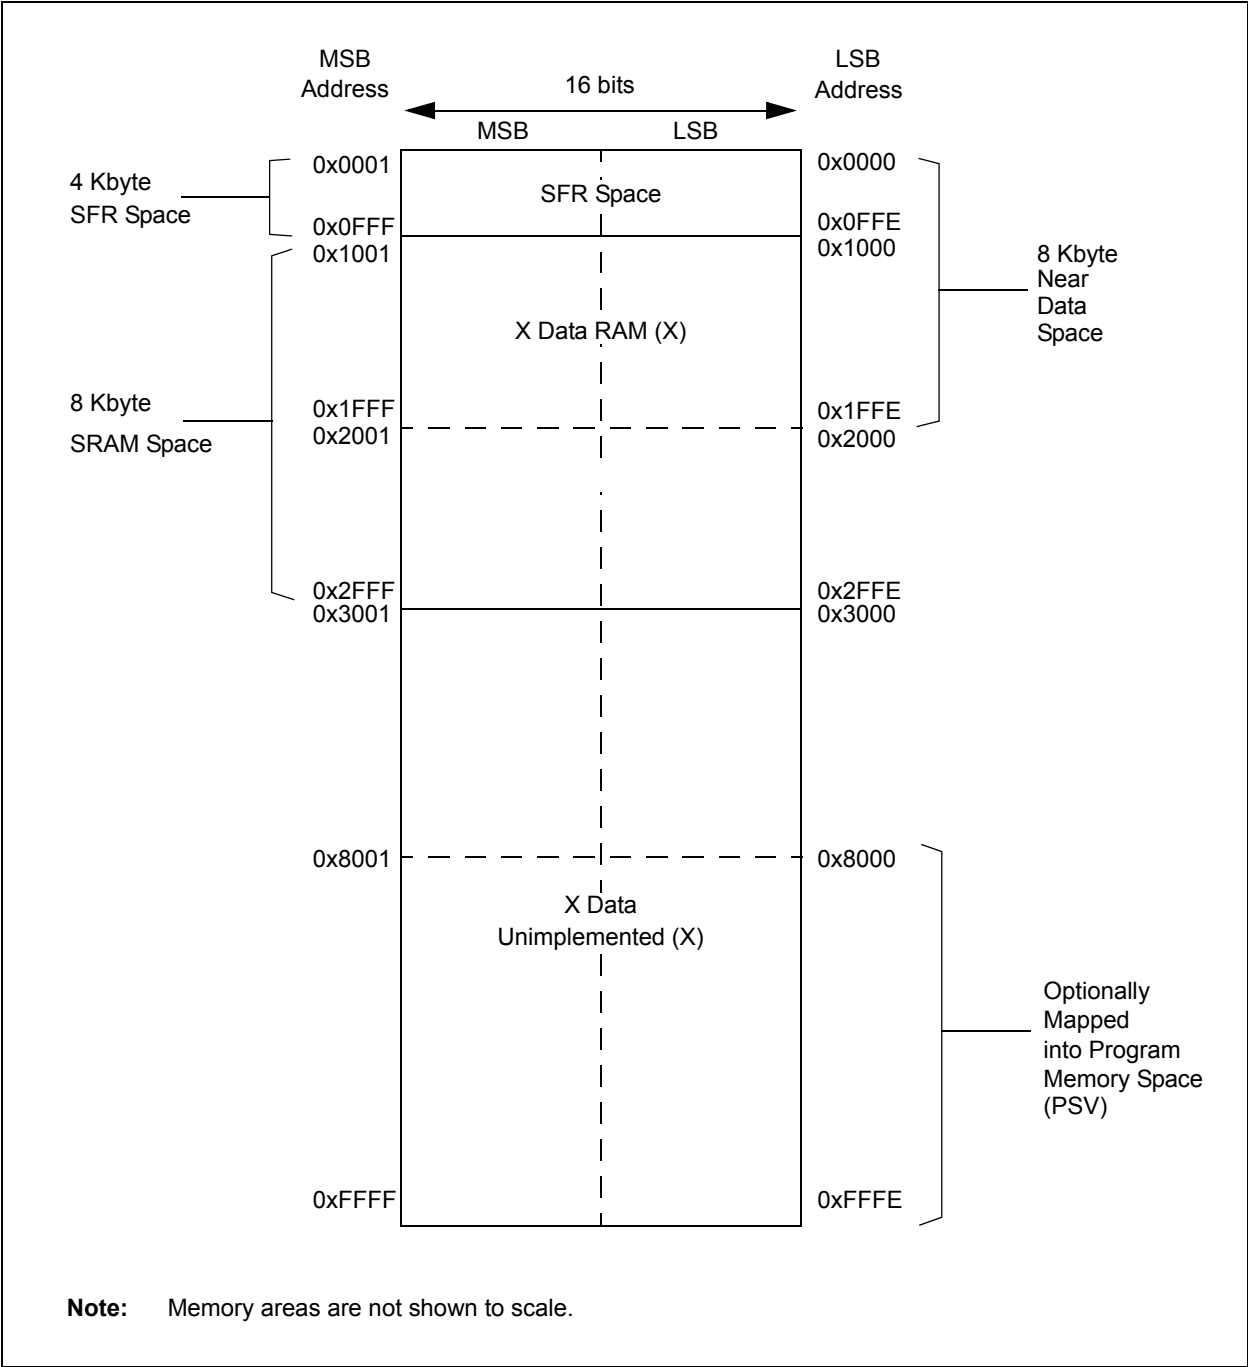 MSB
Address
16 bits
LSB
Address
MSB
LSB
4 Kbyte
SFR Space
0x0001
SFR Space
0x0000
0x0FFF
0x0FFE
0x1001
0x1000
8 Kbyte
Near
Data
Space
X Data RAM (X)
8 Kbyte
SRAM Space
0x1FFF
0x1FFE
0x2001
0x2000
0x2FFF
0x2FFE
0x3001
0x3000
0x8001
0x8000
X Data
Unimplemented (X)
Optionally
Mapped
into Program
Memory Space
(PSV)
0xFFFF
0xFFFE
Note: Memory areas are not shown to scale.